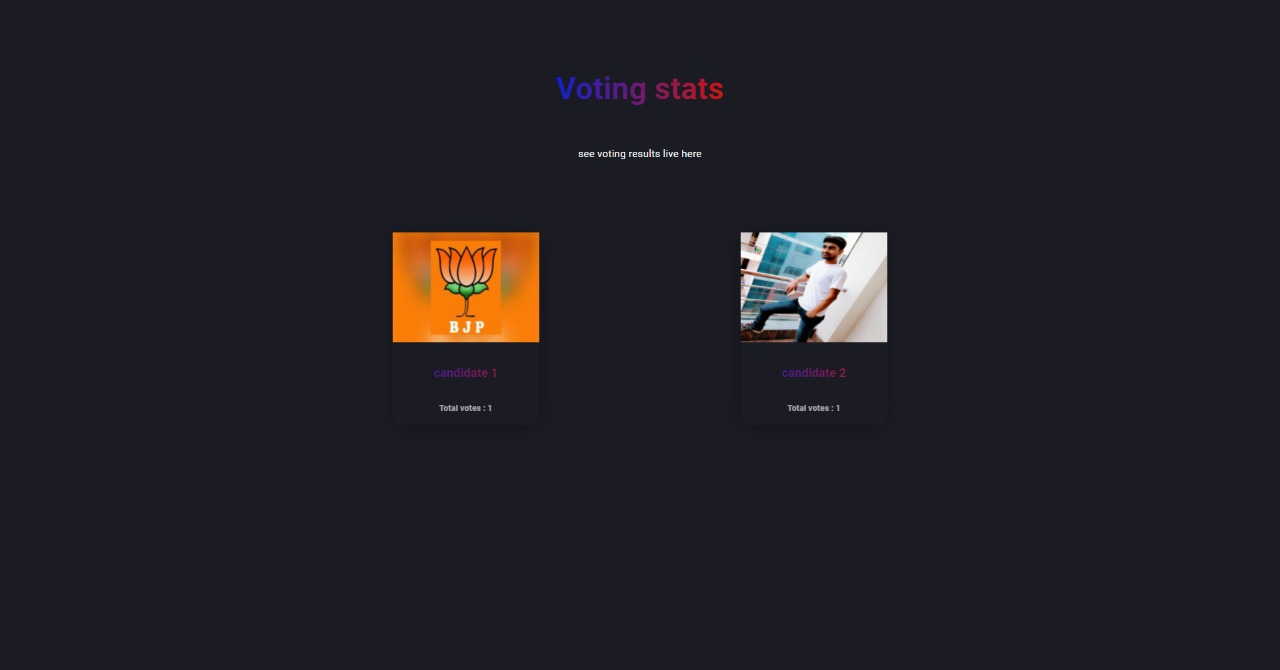 Voting stats
see voting results live here
BJP
candidate 1
candidate 2
Total votes : 1
Total votes : 1